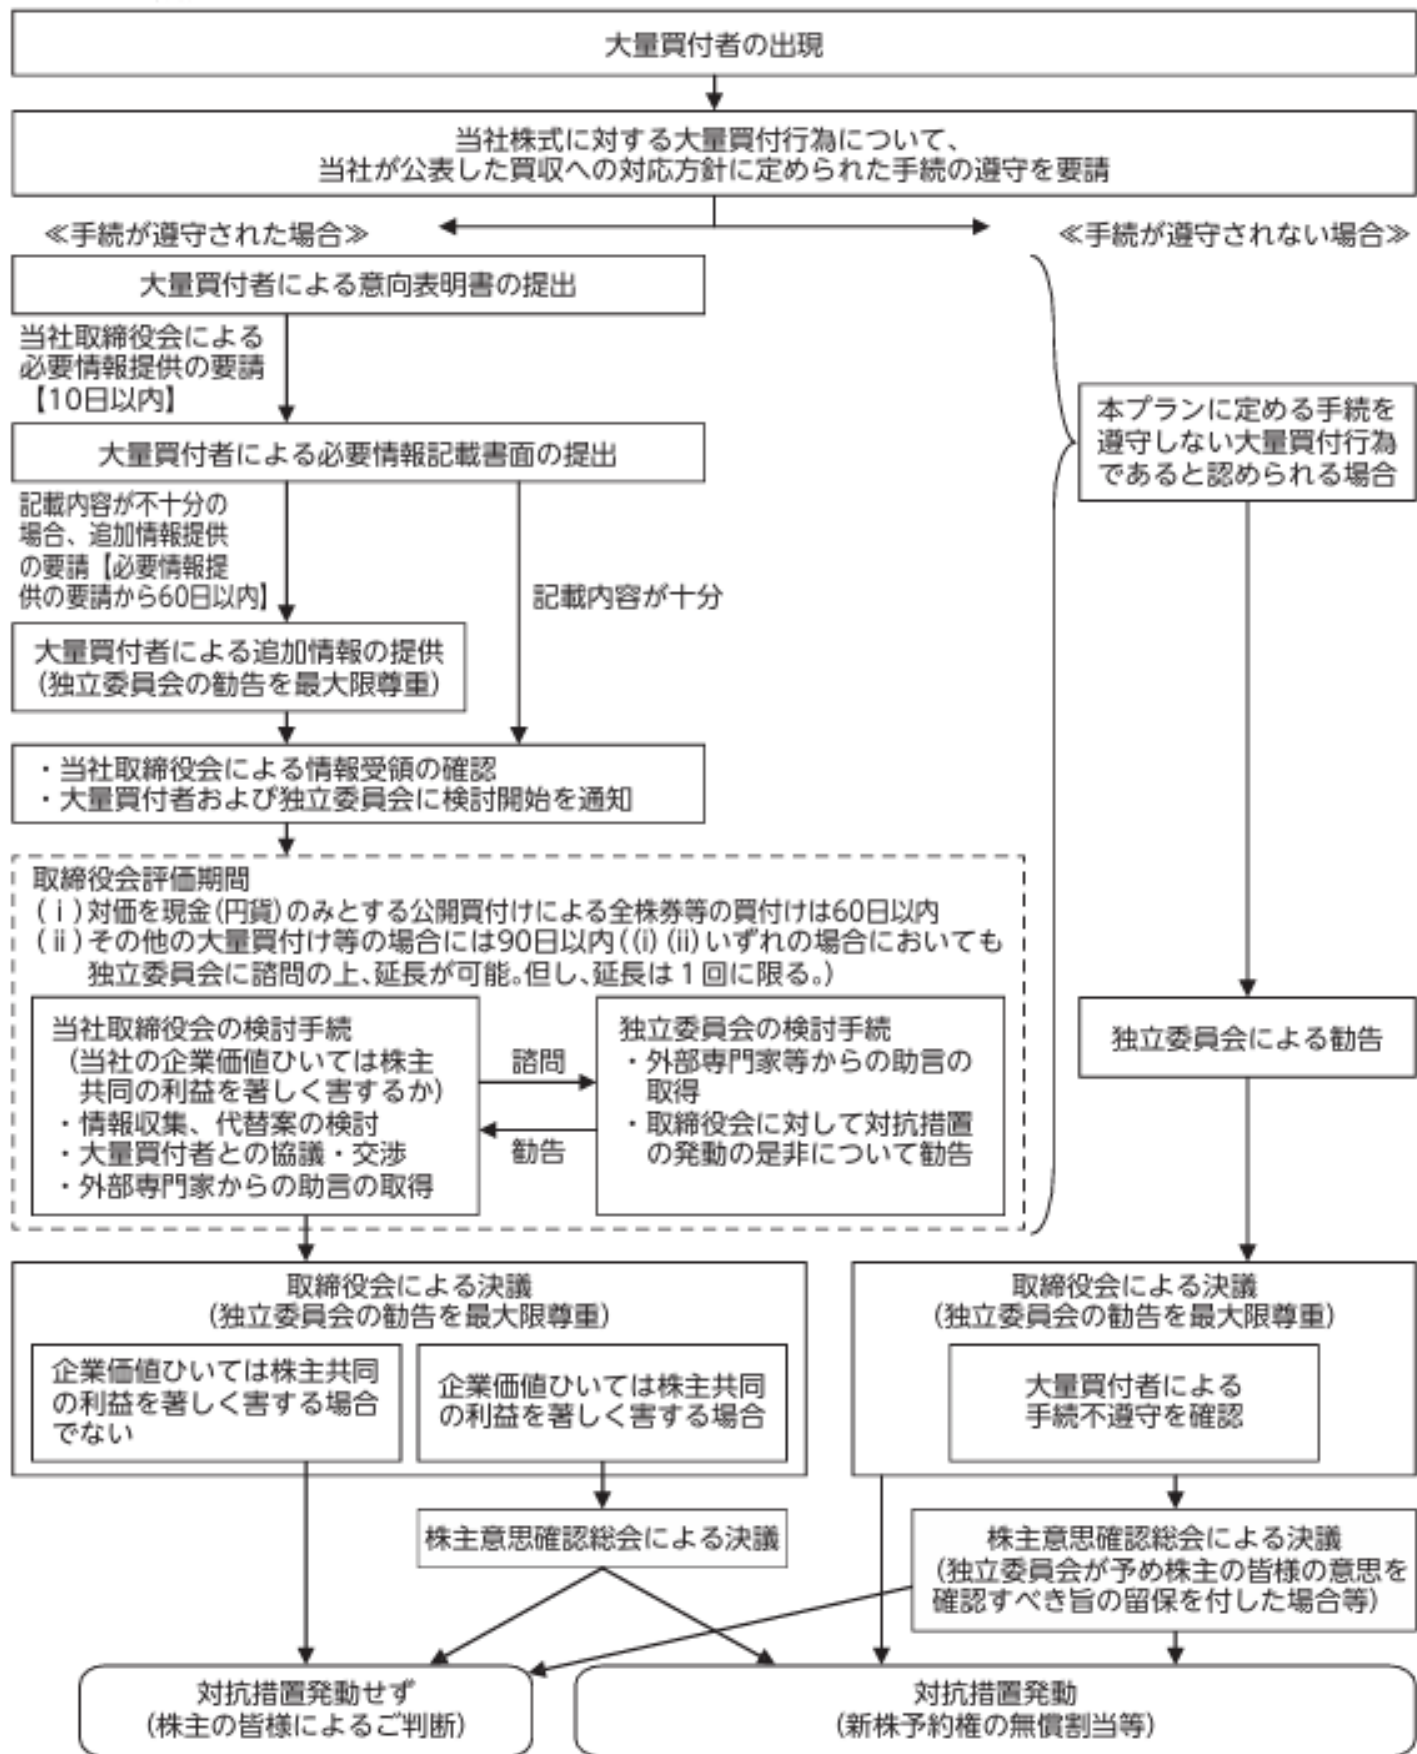 大量買付者の出現
当社株式に対する大量買付行為について、
当社が公表した買収への対応方針に定められた手続の遵守を要請
≪手続が遵守された場合≫
≪手続が遵守されない場合≫
大量買付者による意向表明書の提出
当社取締役会による
必要情報提供の要請
【10日以内】
大量買付者による必要情報記載書面の提出
記載内容が不十分の
場合、追加情報提供
の要請【必要情報提
供の要請から60日以内】
記載内容が十分
大量買付者による追加情報の提供
(独立委員会の勧告を最大限尊重)
・当社取締役会による情報受領の確認
・大量買付者および独立委員会に検討開始を通知
取締役会評価期間
(ⅰ)対価を現金(円貨)のみとする公開買付けによる全株券等の買付けは60日以内
(ⅱ)その他の大量買付け等の場合には90日以内((i)(ii)いずれの場合においても
独立委員会に諮問の上、延長が可能。但し、延長は1回に限る。)
当社取締役会の検討手続
(当社の企業価値ひいては株主
共同の利益を著しく害するか)
・情報収集、代替案の検討
・大量買付者との協議・交渉
・外部専門家からの助言の取得
諮問
勧告
独立委員会の検討手続
・外部専門家等からの助言の
取得
・取締役会に対して対抗措置
の発動の是非について勧告
本プランに定める手続を
遵守しない大量買付行為
であると認められる場合
独立委員会による勧告
取締役会による決議
(独立委員会の勧告を最大限尊重)
企業価値ひいては株主共同
の利益を著しく害する場合
でない
企業価値ひいては株主共同
の利益を著しく害する場合
取締役会による決議
(独立委員会の勧告を最大限尊重)
大量買付者による
手続不遵守を確認
株主意思確認総会による決議
株主意思確認総会による決議
(独立委員会が予め株主の皆様の意思を
確認すべき旨の留保を付した場合等)
対抗措置発動せず
(株主の皆様によるご判断)
対抗措置発動
(新株予約権の無償割当等)